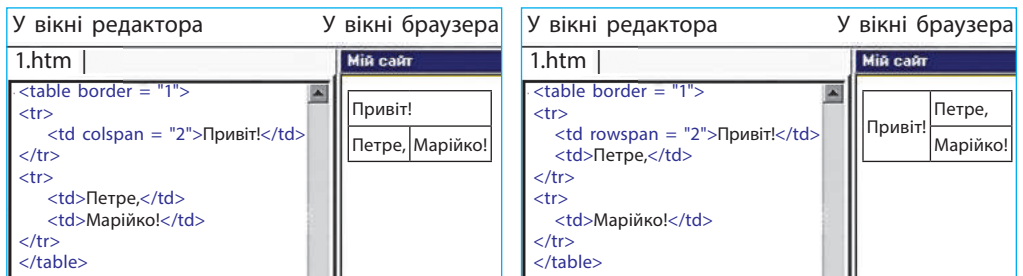 У вікні редактора У вікні браузера
1.htm |
Мій сайт
<table border = "1">
<tr>
<td colspan = "2">Привіт!</td>
</tr>
<tr>
<td>Петре,</td>
<td>Марійко!</td>
</tr>
</table>
Привіт!
Петре, Марійко!
У вікні редактора У вікні браузера
1.htm |
Мій сайт
<table border = "1">
<tr>
<td rowspan = "2">Привіт!</td>
<td>Петре,</td>
</tr>
<tr>
<td>Марійко!</td>
</tr>
</table>
Привіт!
Петре,
Марійко!